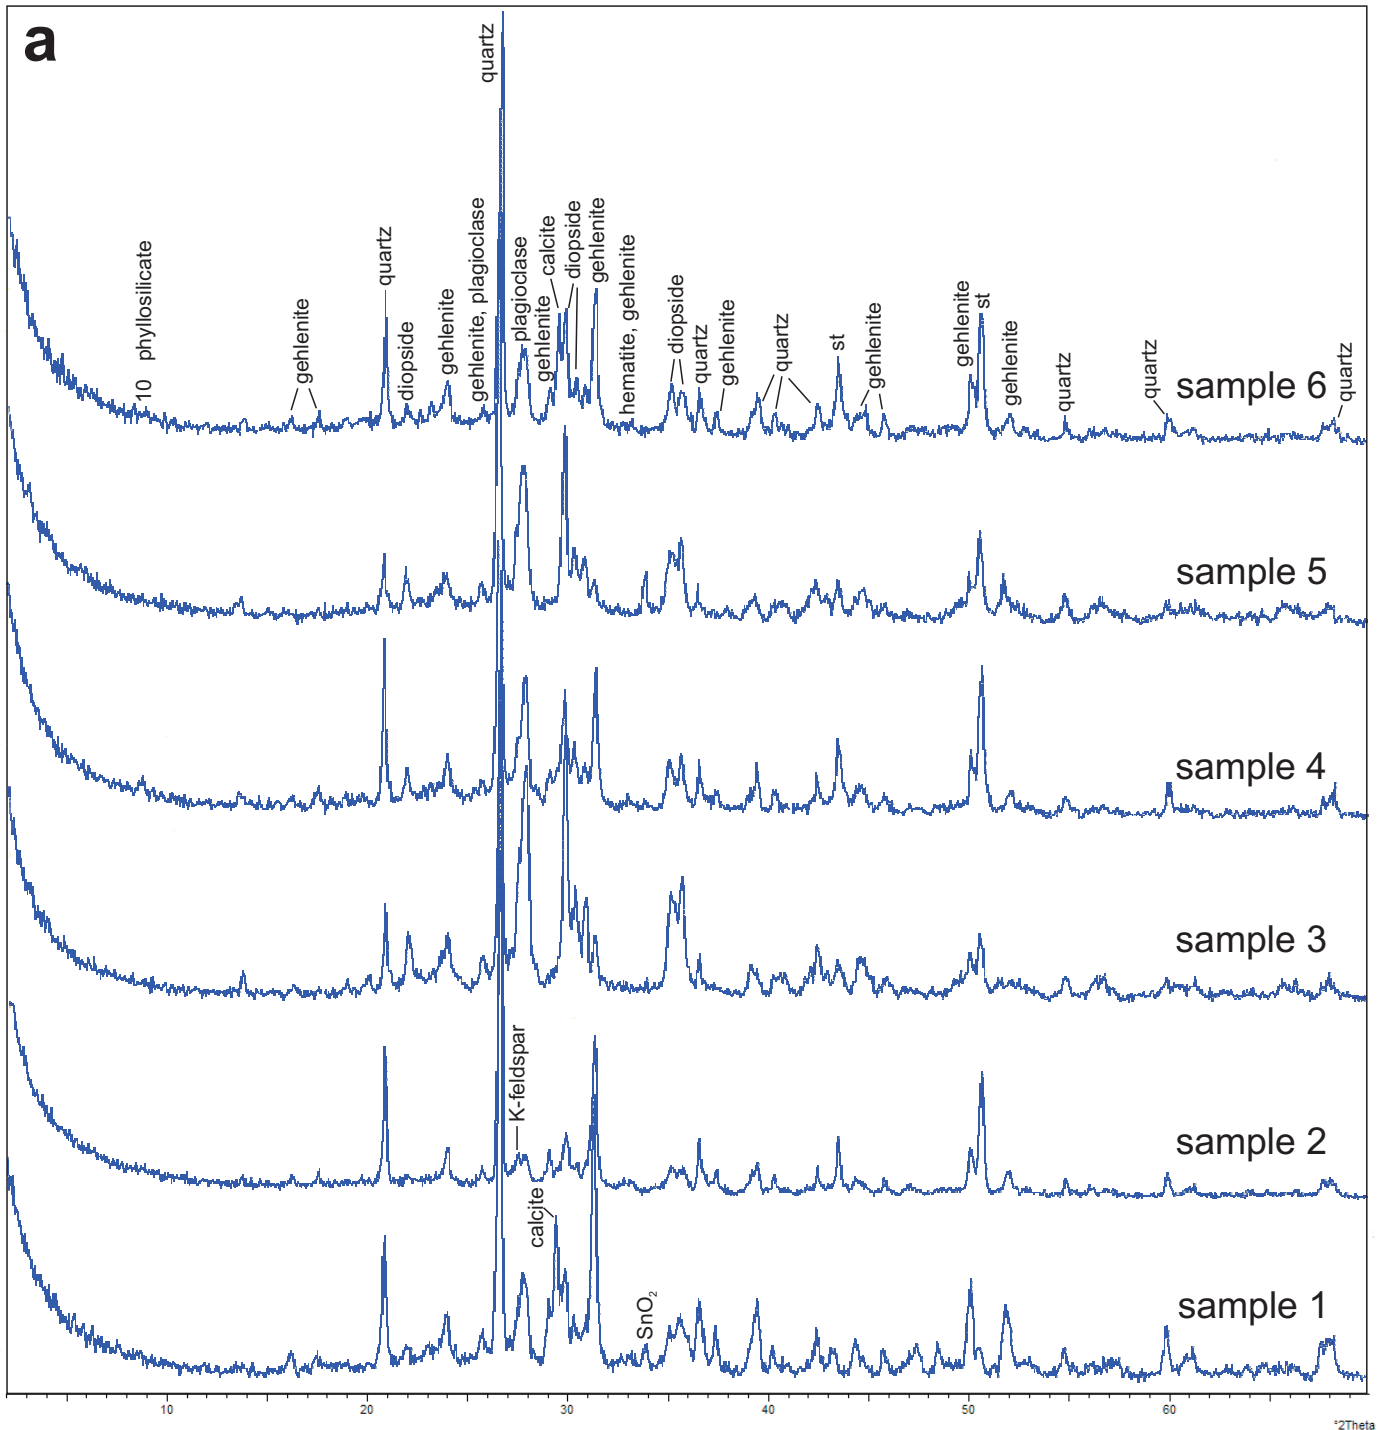 a
quartz
10 phyllosilicate
gehlenite
quartz
diopside
gehlenite
gehlenite, plagioclase
plagioclase
gehlenite
calcite
diopside
gehlenite
hematite, gehlenite
diopside
quartz
gehlenite
quartz
st
gehlenite
gehlenite
st
gehlenite
quartz
quartz
quartz
sample 6
sample 5
sample 4
sample 3
K-feldspar
sample 2
calcite
SnO₂
sample 1
10 20 30 40 50 60
°2Theta